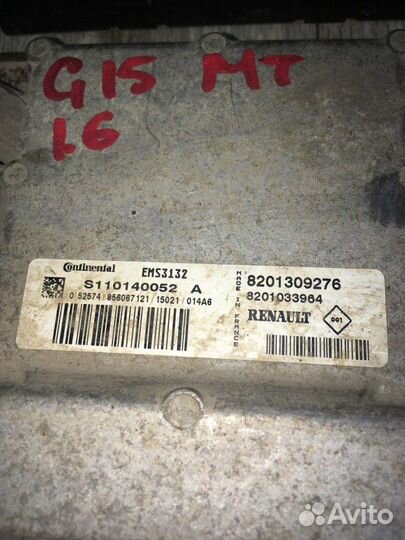 G15 MT
1.6
Continental EMS3132
S110140052 A
0 52574 / 856087121 / 15021 / 014A6
MADE IN FRANCE
8201309276
8201033964
RENAULT 001
Avito